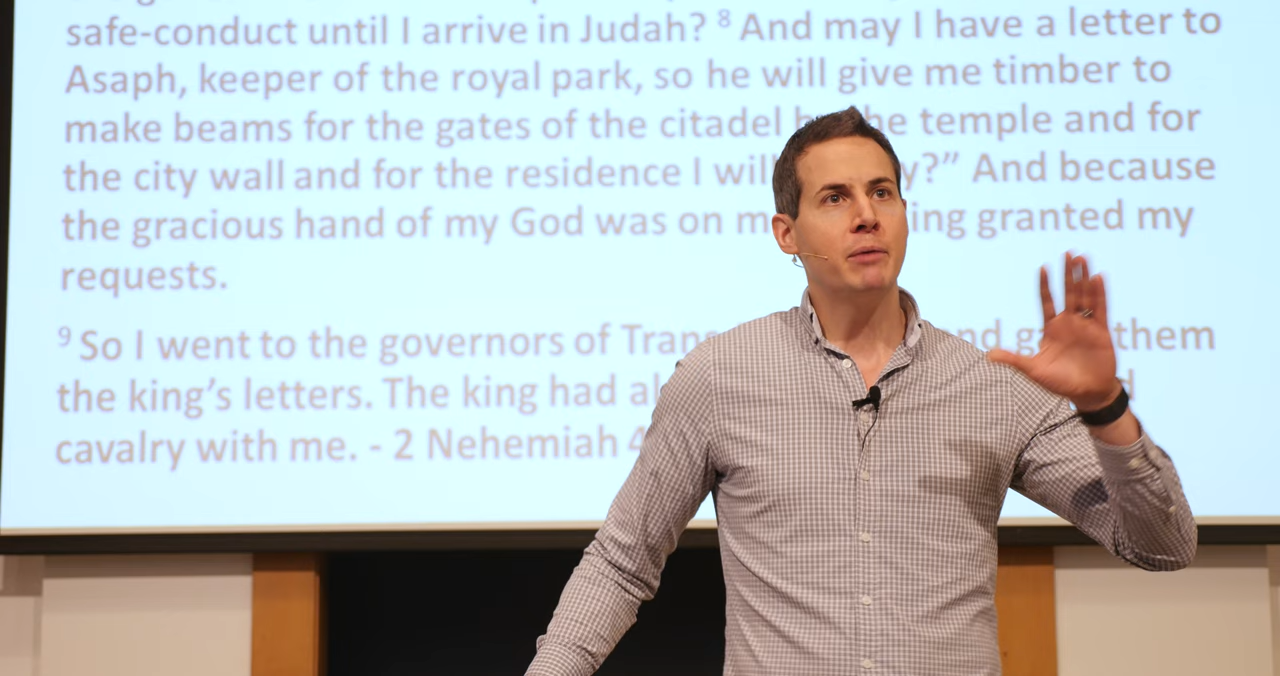 safe-conduct until I arrive in Judah? 8 And may I have a letter to
Asaph, keeper of the royal park, so he will give me timber to
make beams for the gates of the citadel he temple and for
the city wall and for the residence I will y?” And because
the gracious hand of my God was on m ing granted my
requests.
9 So I went to the governors of Trans nd g them
the king’s letters. The king had al d
cavalry with me. - 2 Nehemiah 4